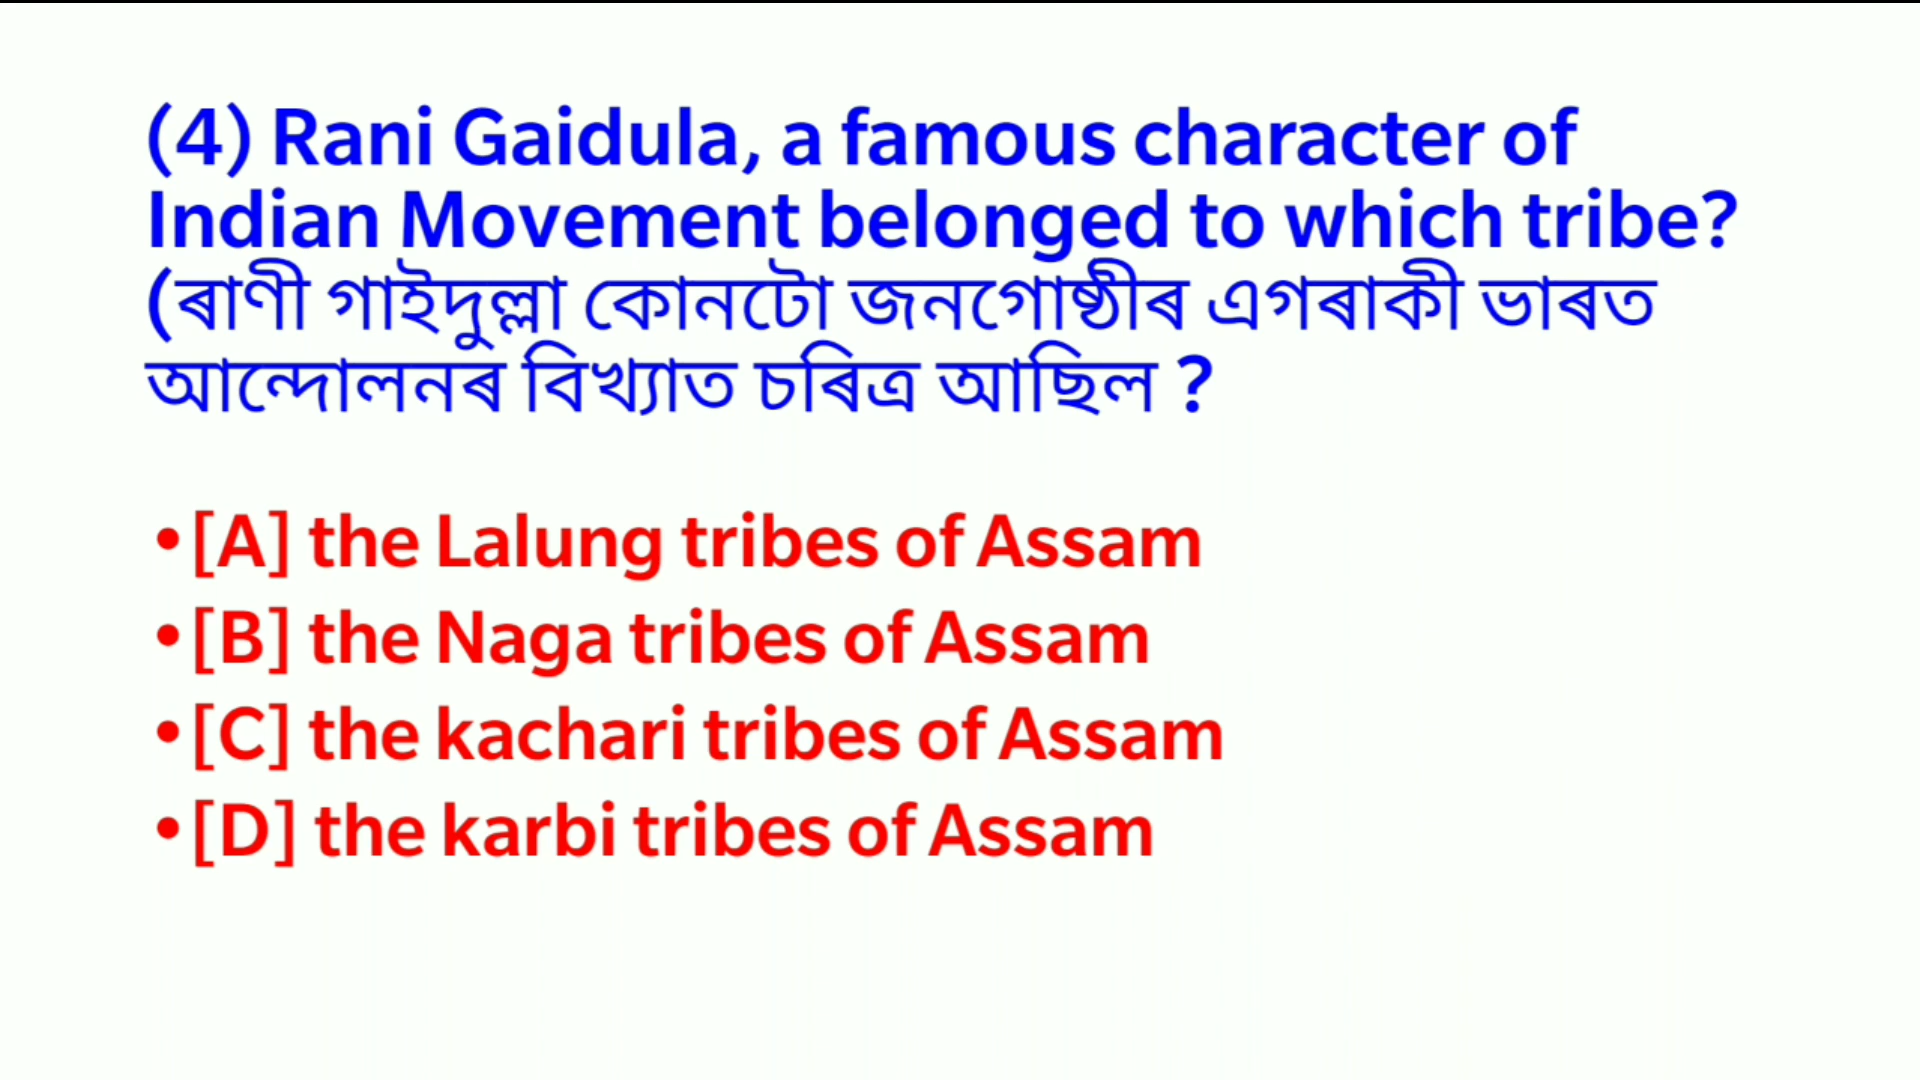 (4) Rani Gaidula, a famous character of
Indian Movement belonged to which tribe?
(ৰাণী গাইদুল্লা কোনটো জনগোষ্ঠীৰ এগৰাকী ভাৰত
আন্দোলনৰ বিখ্যাত চৰিত্ৰ আছিল ?
•[A] the Lalung tribes of Assam
•[B] the Naga tribes of Assam
•[C] the kachari tribes of Assam
•[D] the karbi tribes of Assam